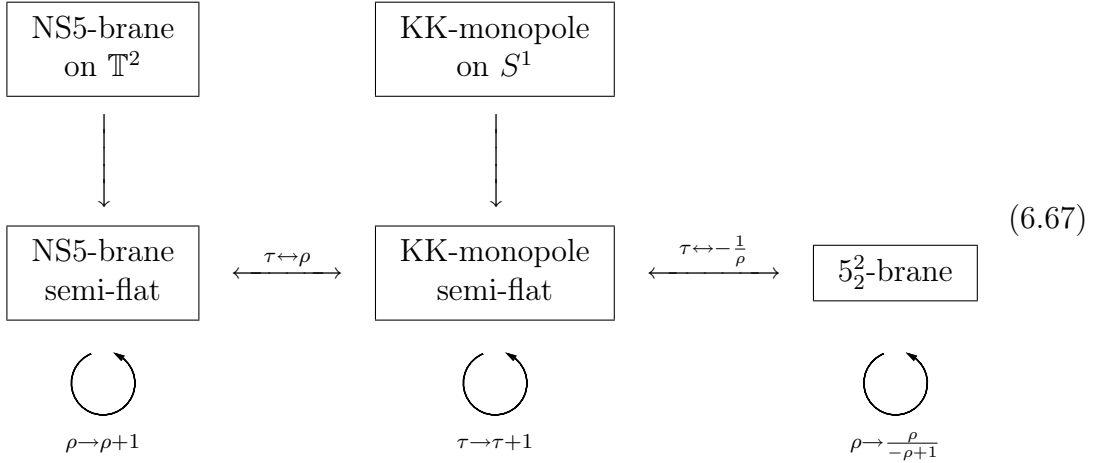 NS5-brane
on 𝕋²
KK-monopole
on S¹
NS5-brane
semi-flat
τ↔ρ
KK-monopole
semi-flat
τ↔−1/ρ
5²₂-brane
(6.67)
ρ→ρ+1
τ→τ+1
ρ→ρ/(−ρ+1)